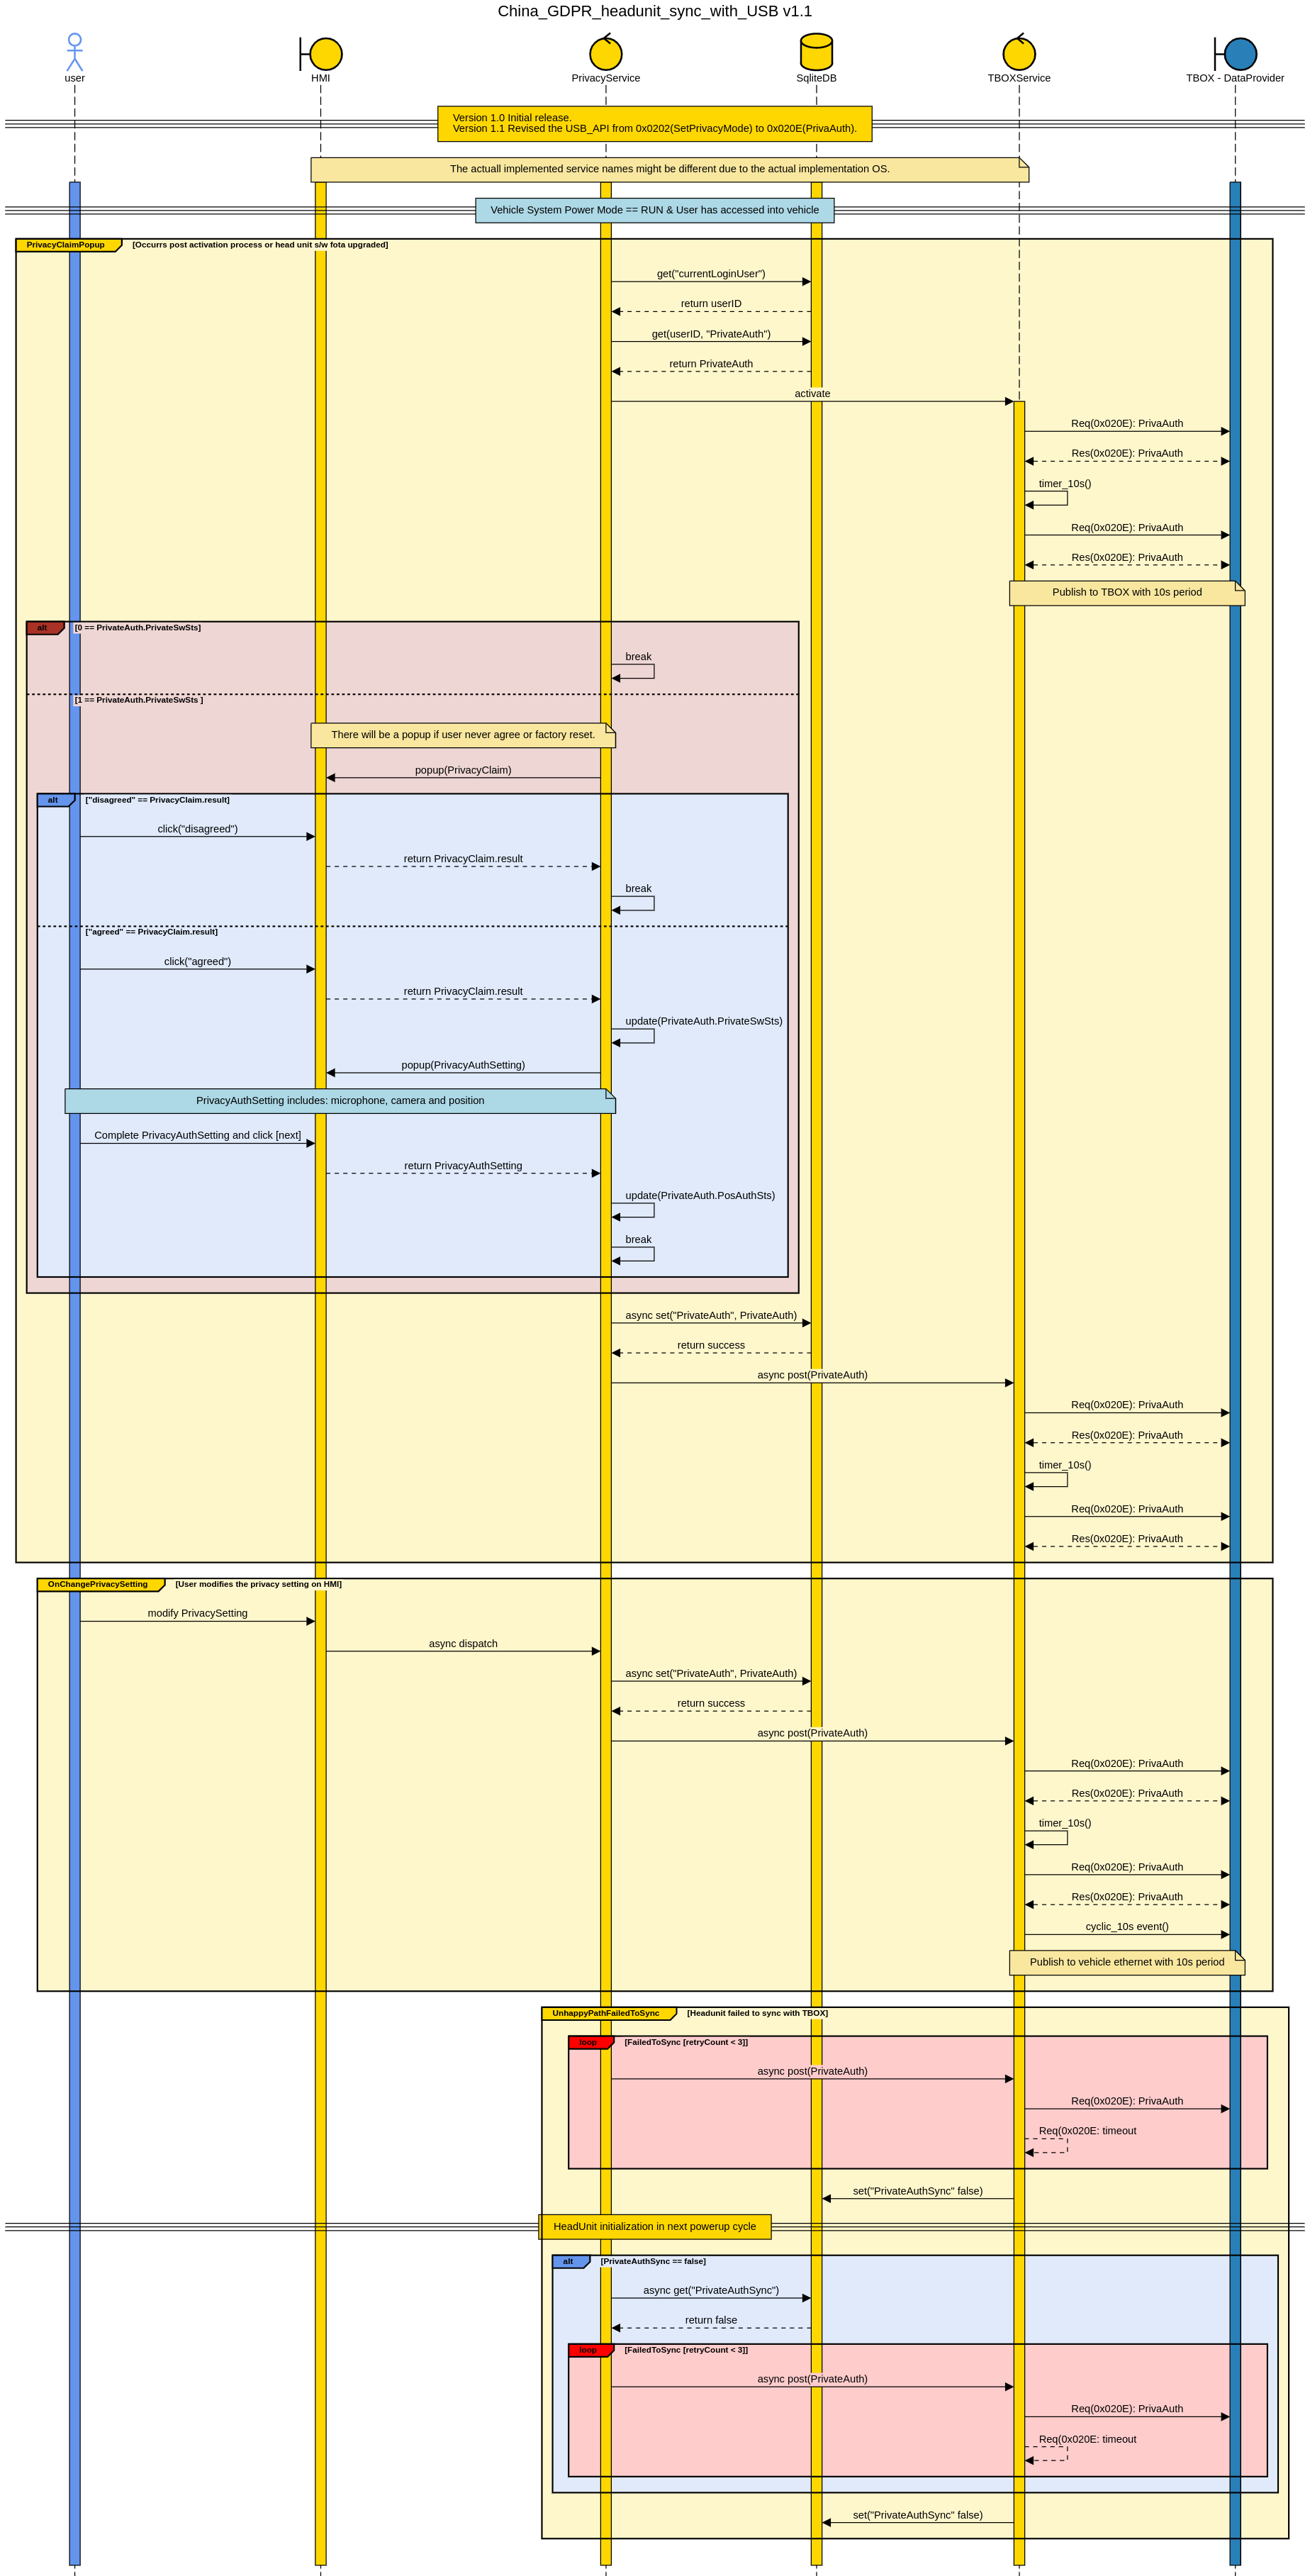 China_GDPR_headunit_sync_with_USB v1.1
user
HMI
PrivacyService
SqliteDB
TBOXService
TBOX - DataProvider
Version 1.0 Initial release.
Version 1.1 Revised the USB_API from 0x0202(SetPrivacyMode) to 0x020E(PrivaAuth).
The actuall implemented service names might be different due to the actual implementation OS.
Vehicle System Power Mode == RUN & User has accessed into vehicle
PrivacyClaimPopup [Occurrs post activation process or head unit s/w fota upgraded]
get("currentLoginUser")
return userID
get(userID, "PrivateAuth")
return PrivateAuth
activate
Req(0x020E): PrivaAuth
Res(0x020E): PrivaAuth
timer_10s()
Req(0x020E): PrivaAuth
Res(0x020E): PrivaAuth
Publish to TBOX with 10s period
alt [0 == PrivateAuth.PrivateSwSts]
break
[1 == PrivateAuth.PrivateSwSts ]
There will be a popup if user never agree or factory reset.
popup(PrivacyClaim)
alt ["disagreed" == PrivacyClaim.result]
click("disagreed")
return PrivacyClaim.result
break
["agreed" == PrivacyClaim.result]
click("agreed")
return PrivacyClaim.result
update(PrivateAuth.PrivateSwSts)
popup(PrivacyAuthSetting)
PrivacyAuthSetting includes: microphone, camera and position
Complete PrivacyAuthSetting and click [next]
return PrivacyAuthSetting
update(PrivateAuth.PosAuthSts)
break
async set("PrivateAuth", PrivateAuth)
return success
async post(PrivateAuth)
Req(0x020E): PrivaAuth
Res(0x020E): PrivaAuth
timer_10s()
Req(0x020E): PrivaAuth
Res(0x020E): PrivaAuth
OnChangePrivacySetting [User modifies the privacy setting on HMI]
modify PrivacySetting
async dispatch
async set("PrivateAuth", PrivateAuth)
return success
async post(PrivateAuth)
Req(0x020E): PrivaAuth
Res(0x020E): PrivaAuth
timer_10s()
Req(0x020E): PrivaAuth
Res(0x020E): PrivaAuth
cyclic_10s event()
Publish to vehicle ethernet with 10s period
UnhappyPathFailedToSync [Headunit failed to sync with TBOX]
loop [FailedToSync [retryCount < 3]]
async post(PrivateAuth)
Req(0x020E): PrivaAuth
Req(0x020E: timeout
set("PrivateAuthSync" false)
HeadUnit initialization in next powerup cycle
alt [PrivateAuthSync == false]
async get("PrivateAuthSync")
return false
loop [FailedToSync [retryCount < 3]]
async post(PrivateAuth)
Req(0x020E): PrivaAuth
Req(0x020E: timeout
set("PrivateAuthSync" false)